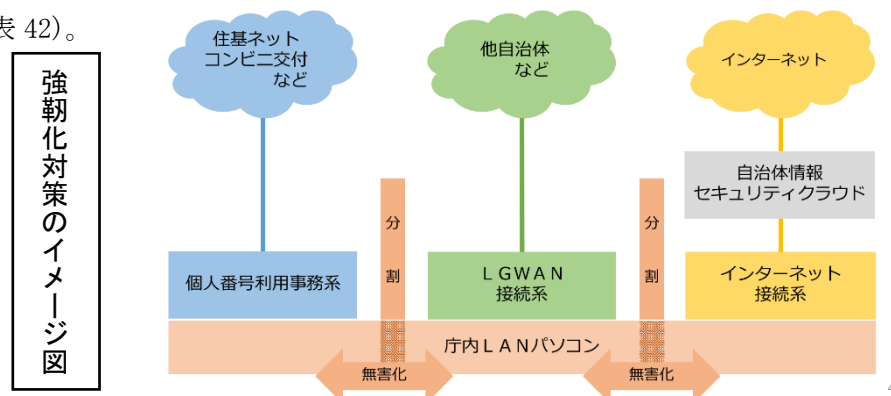 表 42)。
強靭化対策のイメージ図
住基ネット
コンビニ交付
など
他自治体
など
インターネット
自治体情報
セキュリティクラウド
分割
分割
個人番号利用事務系
ＬＧＷＡＮ
接続系
インターネット
接続系
庁内ＬＡＮパソコン
無害化
無害化